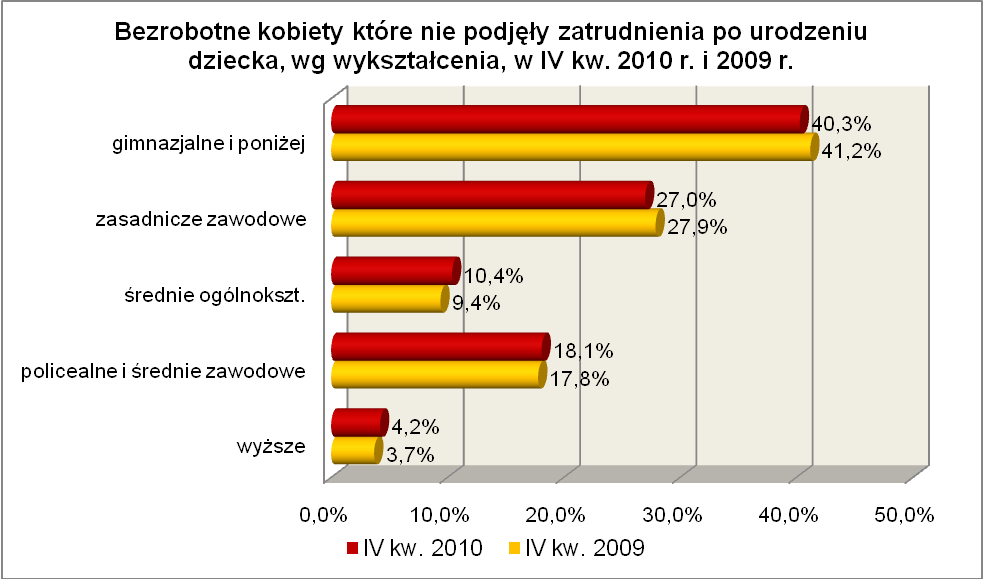 Bezrobotne kobiety które nie podjęły zatrudnienia po urodzeniu
dziecka, wg wykształcenia, w IV kw. 2010 r. i 2009 r.
gimnazjalne i poniżej
40,3%
41,2%
zasadnicze zawodowe
27,0%
27,9%
średnie ogólnokszt.
10,4%
9,4%
policealne i średnie zawodowe
18,1%
17,8%
wyższe
4,2%
3,7%
0,0% 10,0% 20,0% 30,0% 40,0% 50,0%
IV kw. 2010 IV kw. 2009